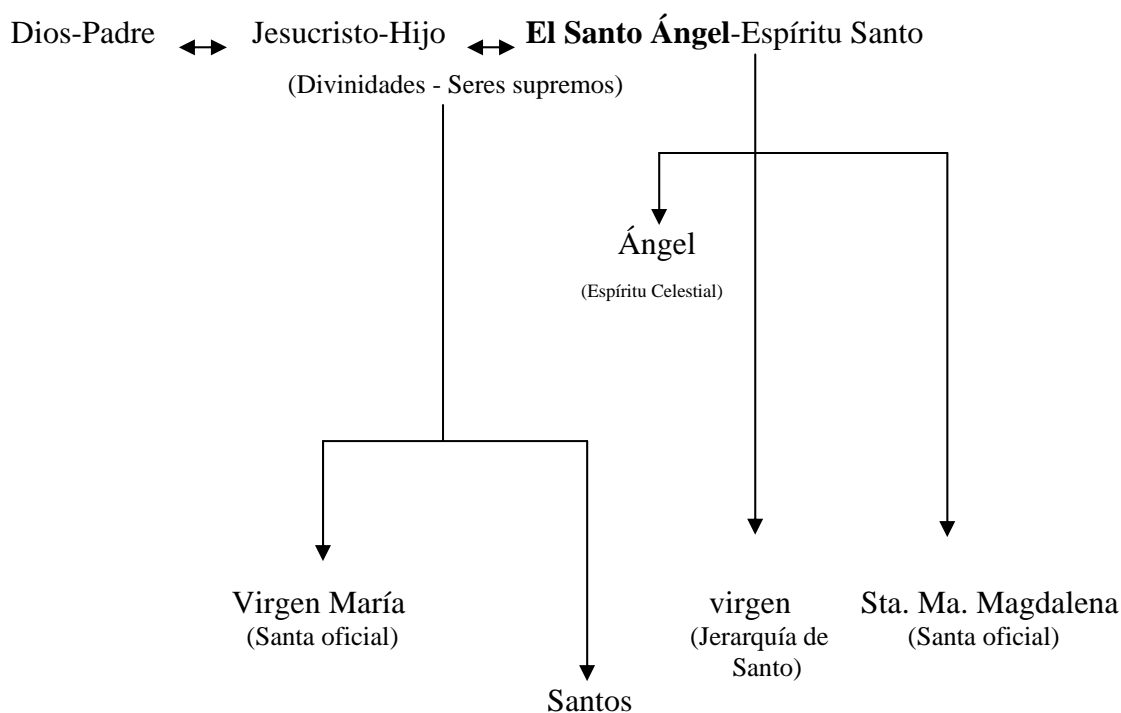 Dios-Padre Jesucristo-Hijo El Santo Ángel-Espíritu Santo
(Divinidades - Seres supremos)
Ángel
(Espíritu Celestial)
Virgen María
(Santa oficial)
virgen
(Jerarquía de
Santo)
Sta. Ma. Magdalena
(Santa oficial)
Santos